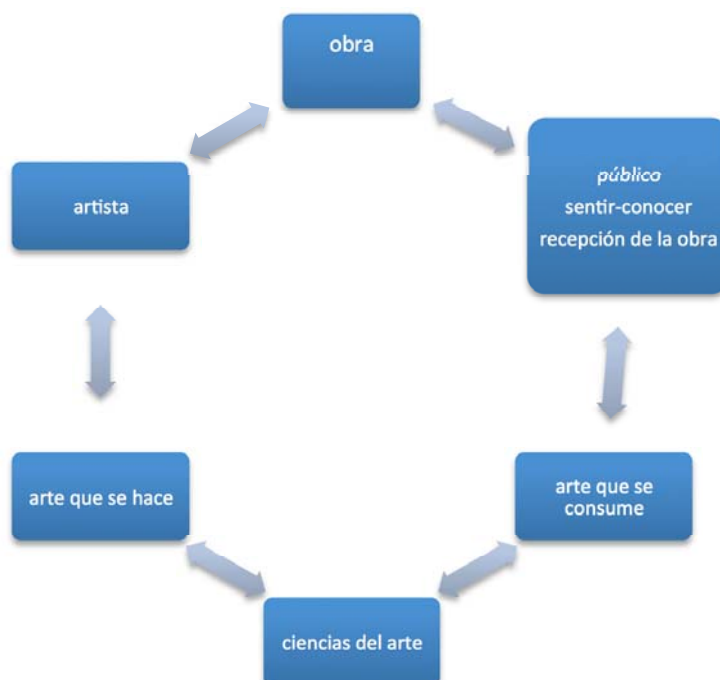 obra
público
sentir-conocer
recepción de la obra
artista
arte que se hace
arte que se
consume
ciencias del arte